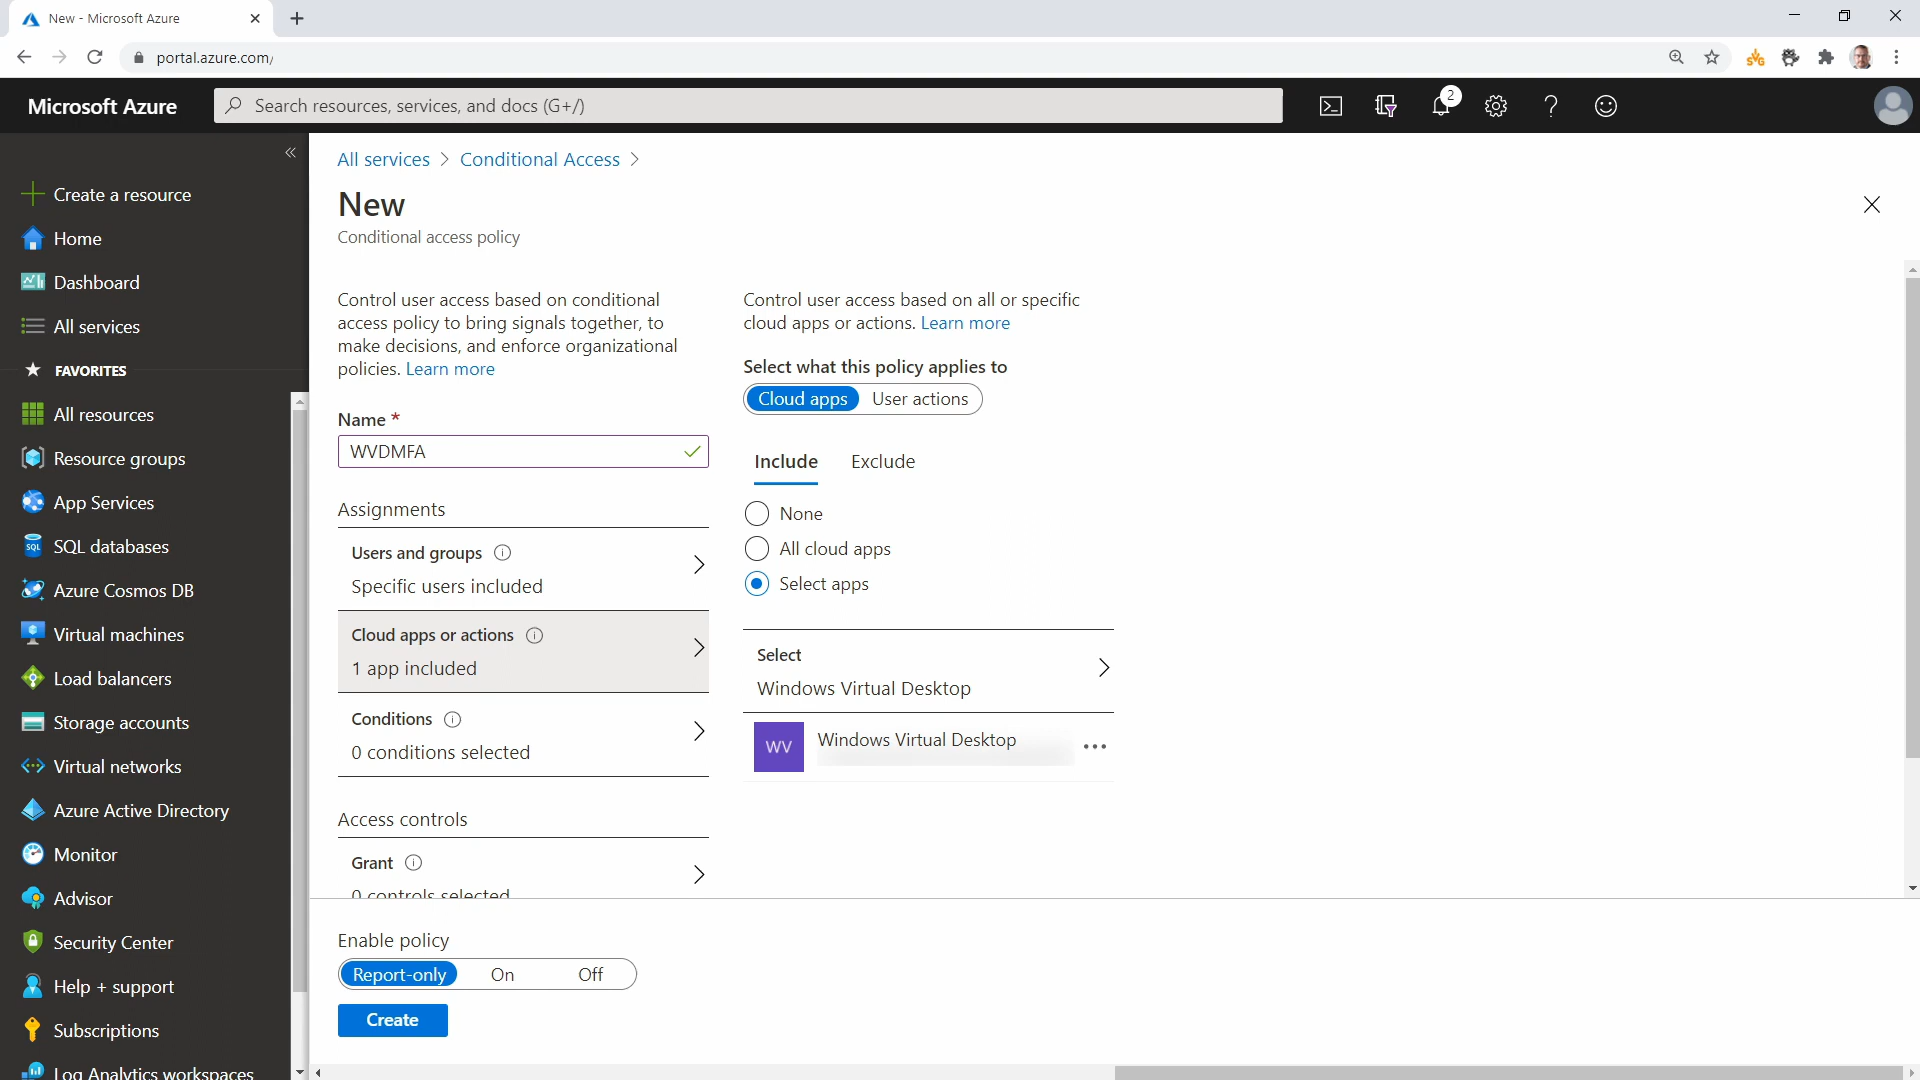 New - Microsoft Azure
portal.azure.com/
Microsoft Azure
Search resources, services, and docs (G+/)
2
Create a resource
Home
Dashboard
All services
FAVORITES
All resources
Resource groups
App Services
SQL
SQL databases
Azure Cosmos DB
Virtual machines
Load balancers
Storage accounts
Virtual networks
Azure Active Directory
Monitor
Advisor
Security Center
Help + support
Subscriptions
Log Analytics workspaces
All services > Conditional Access >
New
Conditional access policy
Control user access based on conditional
access policy to bring signals together, to
make decisions, and enforce organizational
policies. Learn more
Name *
WVDMFA
Assignments
Users and groups
Specific users included
Cloud apps or actions
1 app included
Conditions
0 conditions selected
Access controls
Grant
0 controls selected
Control user access based on all or specific
cloud apps or actions. Learn more
Select what this policy applies to
Cloud apps User actions
Include Exclude
None
All cloud apps
Select apps
Select
Windows Virtual Desktop
WV
Windows Virtual Desktop
Enable policy
Report-only On Off
Create